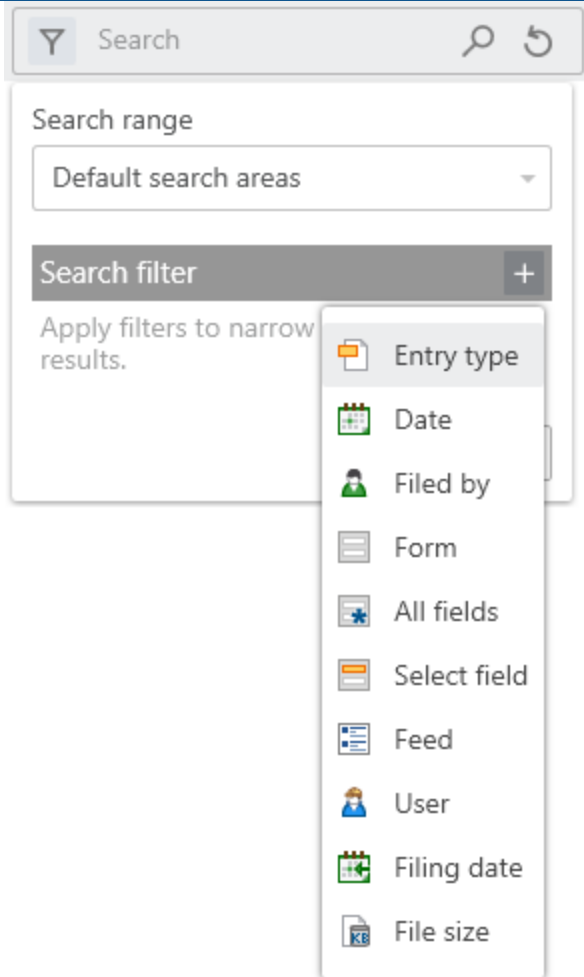 Search
Search range
Default search areas
Search filter
Apply filters to narrow
results.
Entry type
Date
Filed by
Form
All fields
Select field
Feed
User
Filing date
KB File size